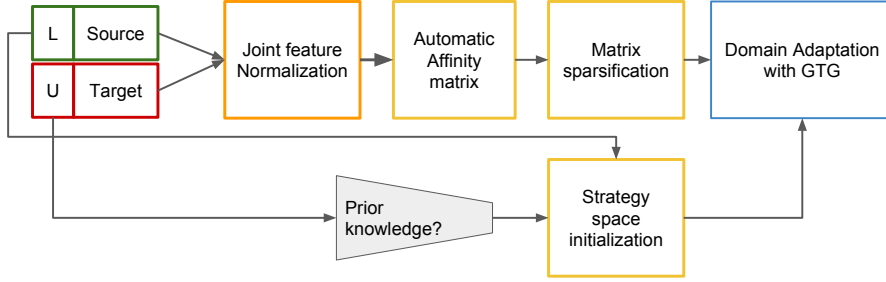 L Source
U Target
Joint feature
Normalization
Automatic
Affinity
matrix
Matrix
sparsification
Domain Adaptation
with GTG
Prior
knowledge?
Strategy
space
initialization